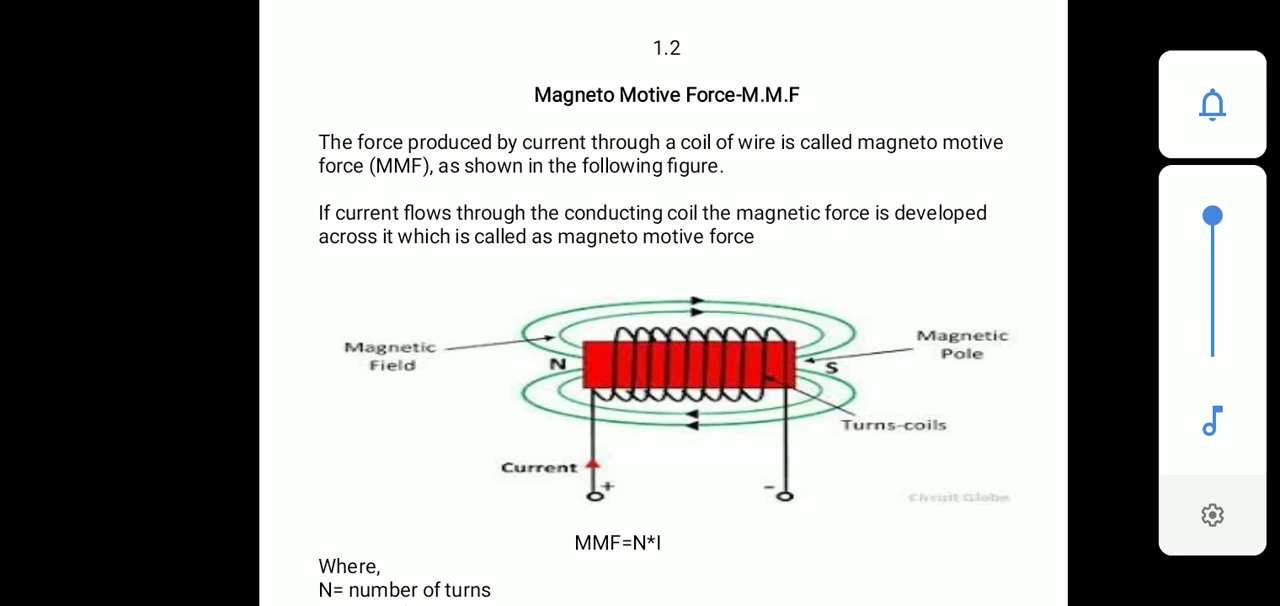 1.2
Magneto Motive Force-M.M.F
The force produced by current through a coil of wire is called magneto motive
force (MMF), as shown in the following figure.
If current flows through the conducting coil the magnetic force is developed
across it which is called as magneto motive force
Magnetic
Field
N
S
Magnetic
Pole
Turns-coils
Current
+
-
Circuit Globe
MMF=N*I
Where,
N= number of turns